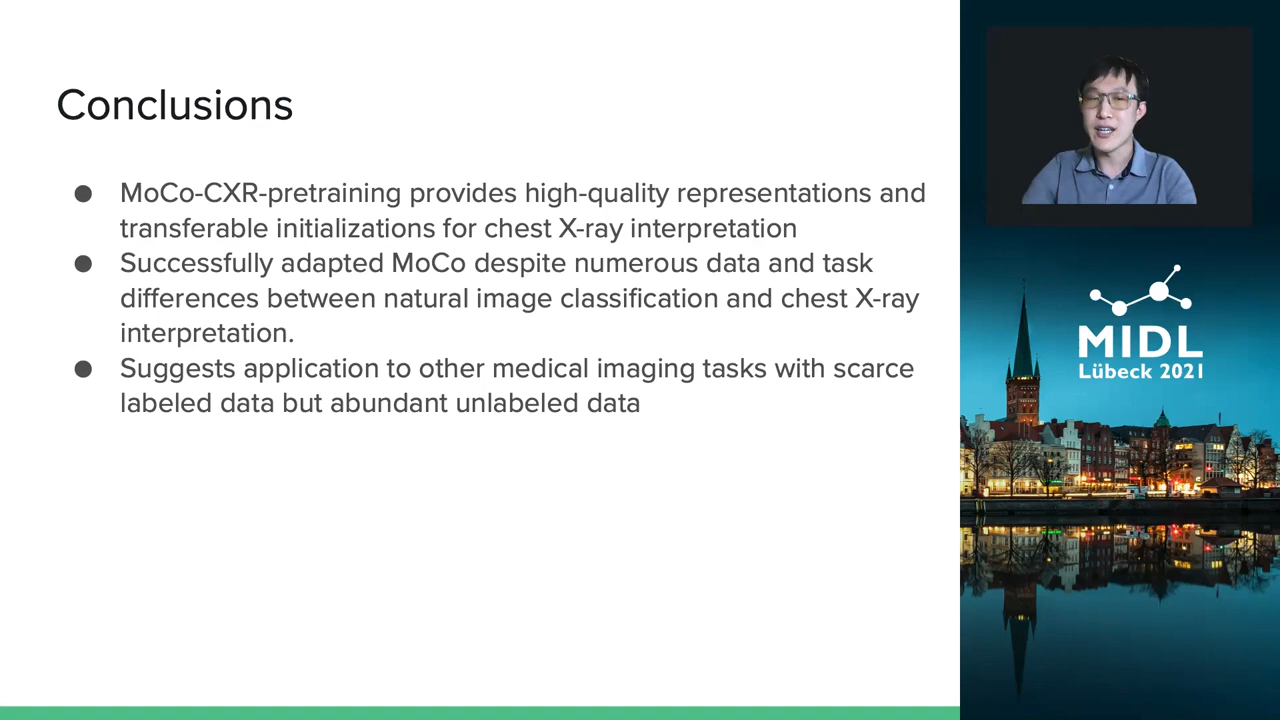 Conclusions
● MoCo-CXR-pretraining provides high-quality representations and
transferable initializations for chest X-ray interpretation
● Successfully adapted MoCo despite numerous data and task
differences between natural image classification and chest X-ray
interpretation.
● Suggests application to other medical imaging tasks with scarce
labeled data but abundant unlabeled data
MIDL
Lübeck 2021